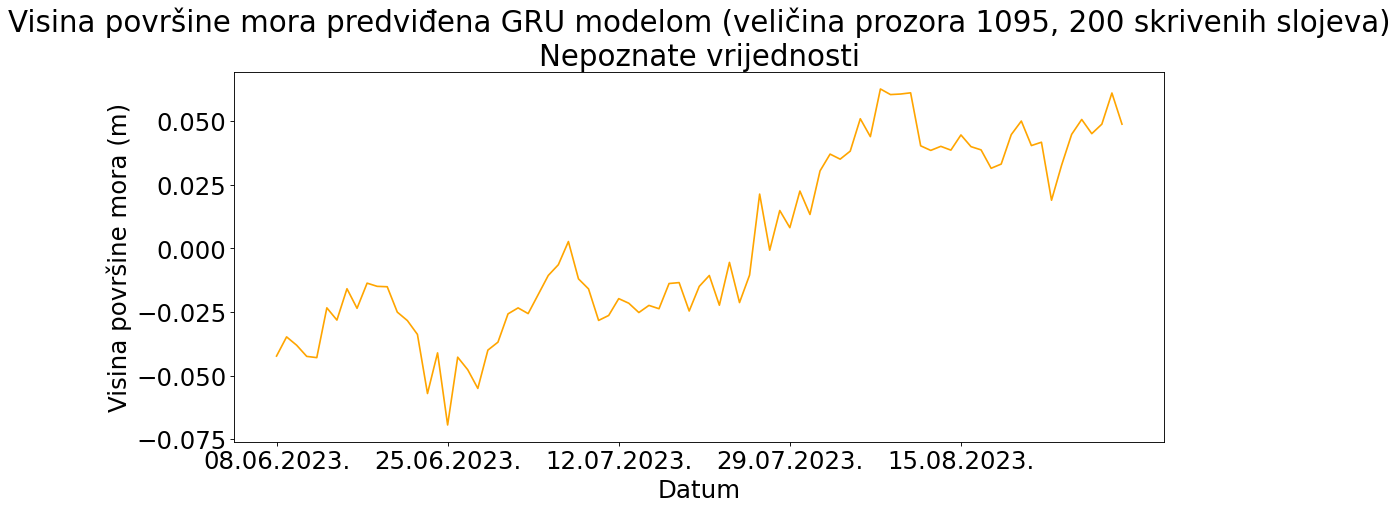 Visina površine mora predviđena GRU modelom (veličina prozora 1095, 200 skrivenih slojeva)
Nepoznate vrijednosti
Visina površine mora (m)
0.050
0.025
0.000
−0.025
−0.050
−0.075
08.06.2023. 25.06.2023. 12.07.2023. 29.07.2023. 15.08.2023.
Datum